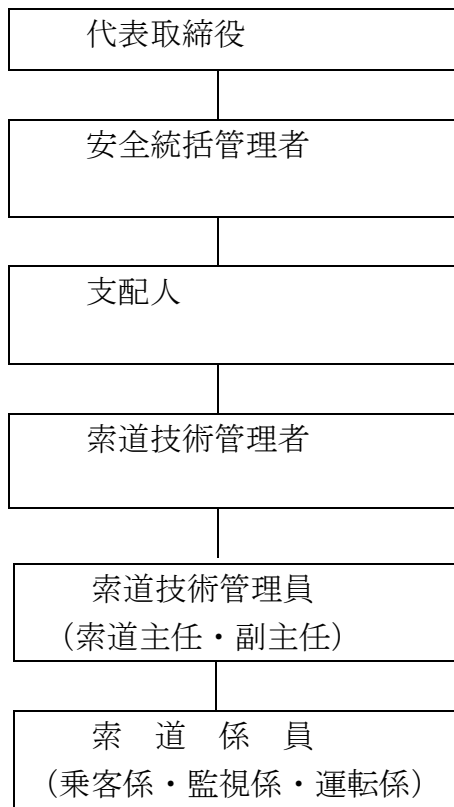 代表取締役
安全統括管理者
支配人
索道技術管理者
索道技術管理員
（索道主任・副主任）
索　道　係　員
（乗客係・監視係・運転係）